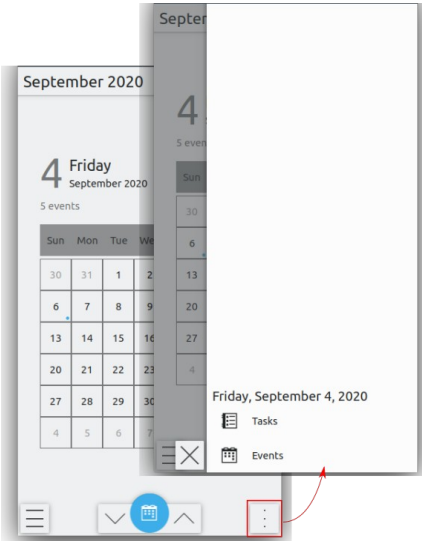 September 2020
4 Friday
September 2020
5 events
Sun Mon Tue We
30 31 1 2
6 7 8 9
13 14 15 16
20 21 22 23
27 28 29 30
4 5 6 7
Septer
4
5 even
Sun
30
6
13
20
27
4
Friday, September 4, 2020
Tasks
Events